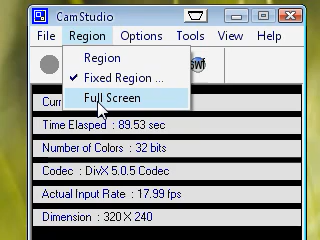 CamStudio
File Region Options Tools View Help
Region
Fixed Region ...
Full Screen
Curr
Time Elasped : 89.53 sec
Number of Colors : 32 bits
Codec : DivX 5.0.5 Codec
Actual Input Rate : 17.99 fps
Dimension : 320 X 240